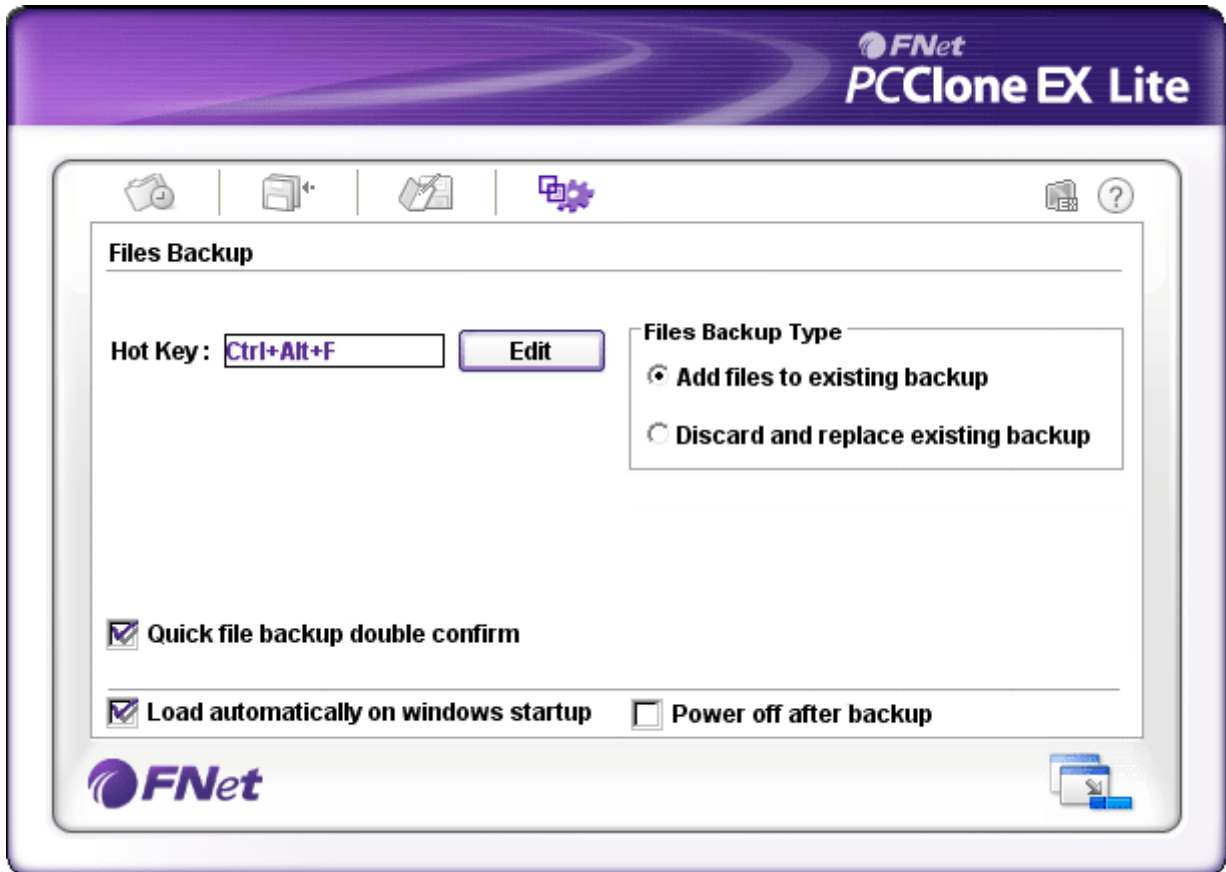 FNet
PCClone EX Lite
EX
?
Files Backup
Hot Key : Ctrl+Alt+F Edit
Files Backup Type
Add files to existing backup
Discard and replace existing backup
Quick file backup double confirm
Load automatically on windows startup
Power off after backup
FNet